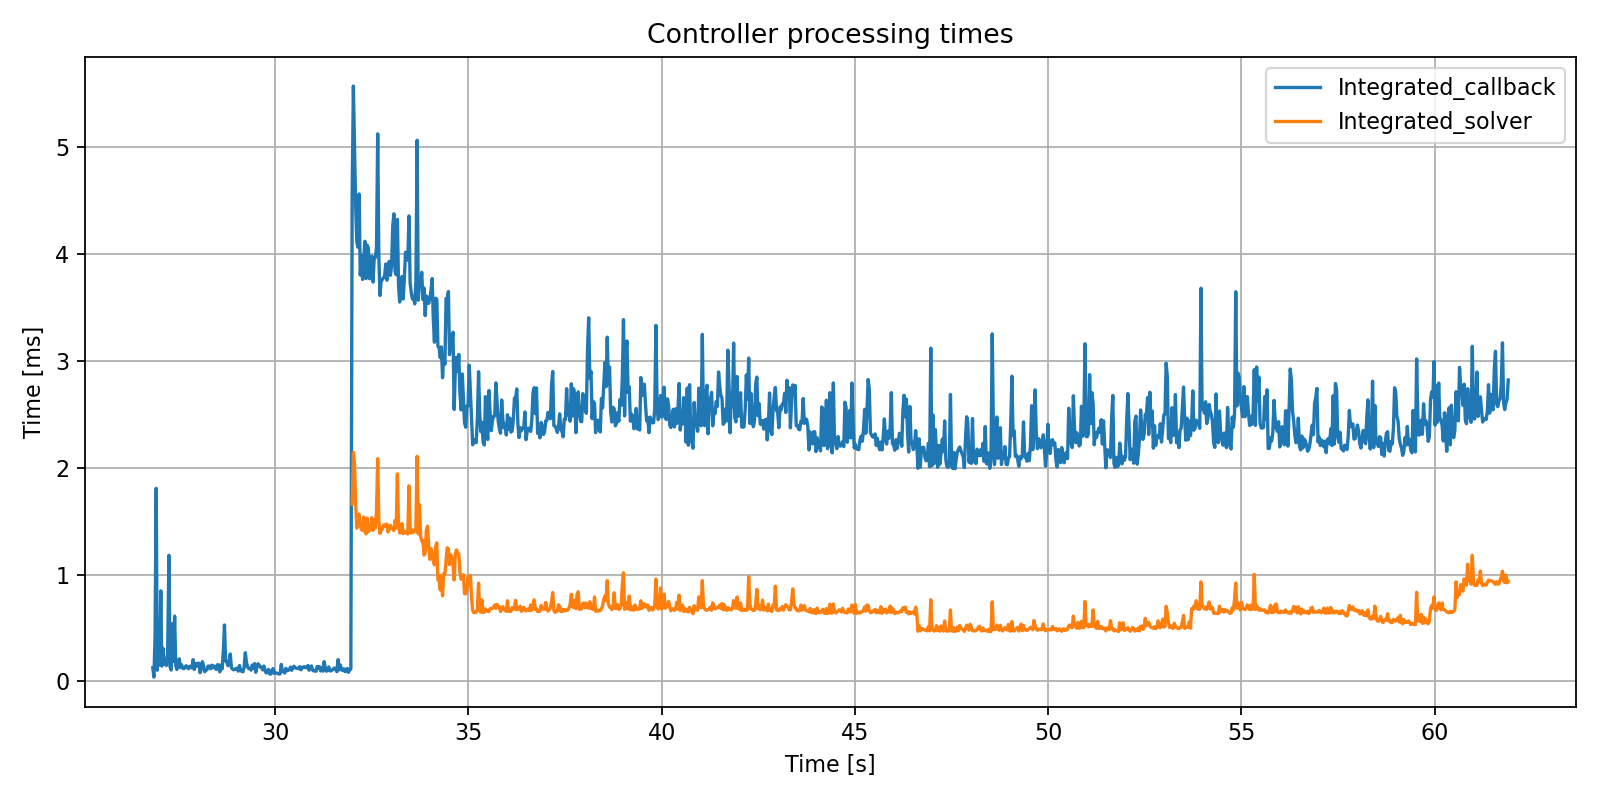 Controller processing times
Integrated_callback
Integrated_solver
Time [ms]
5
4
3
2
1
0
30
35
40
45
50
55
60
Time [s]